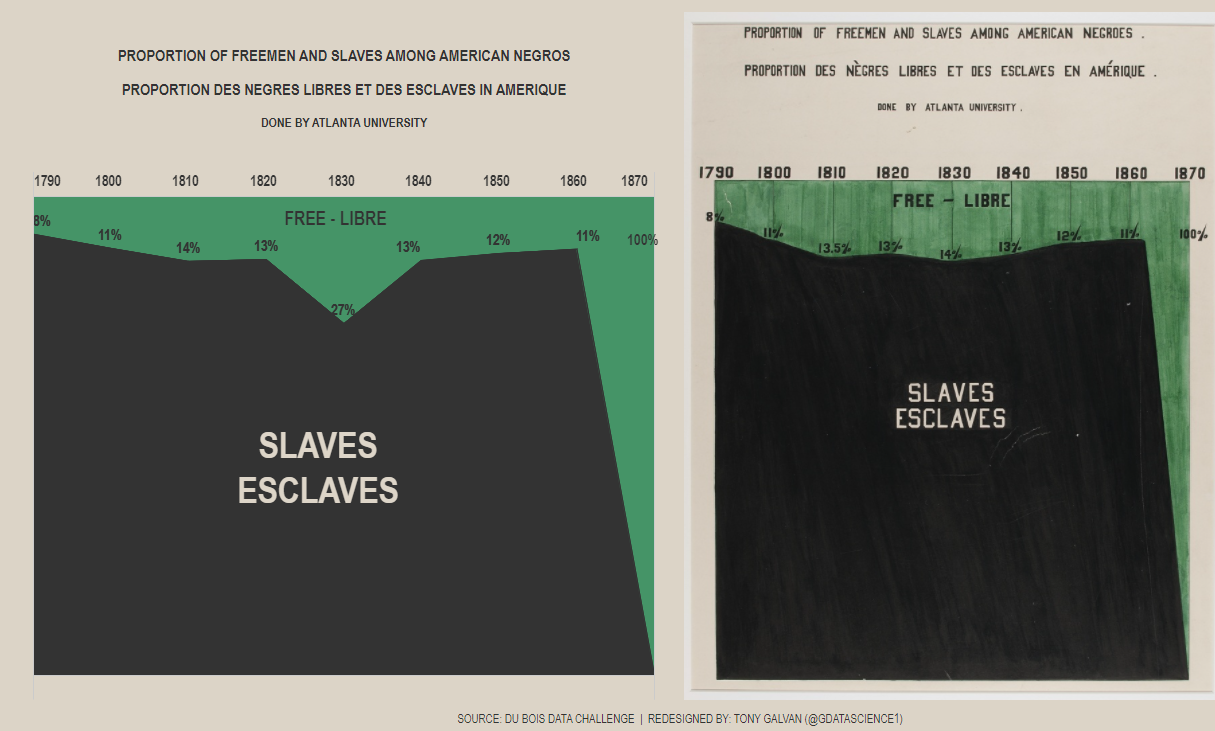 PROPORTION OF FREEMEN AND SLAVES AMONG AMERICAN NEGROS
PROPORTION DES NEGRES LIBRES ET DES ESCLAVES IN AMERIQUE
DONE BY ATLANTA UNIVERSITY
1790 1800 1810 1820 1830 1840 1850 1860 1870
FREE - LIBRE
8% 11% 14% 13% 27% 13% 12% 11% 100%
SLAVES
ESCLAVES
PROPORTION OF FREEMEN AND SLAVES AMONG AMERICAN NEGROES .
PROPORTION DES NÈGRES LIBRES ET DES ESCLAVES EN AMÉRIQUE .
DONE BY ATLANTA UNIVERSITY .
1790 1800 1810 1820 1830 1840 1850 1860 1870
FREE – LIBRE
8% 11% 13.5% 13% 14% 13% 12% 11% 100%
SLAVES
ESCLAVES
SOURCE: DU BOIS DATA CHALLENGE | REDESIGNED BY: TONY GALVAN (@GDATASCIENCE1)